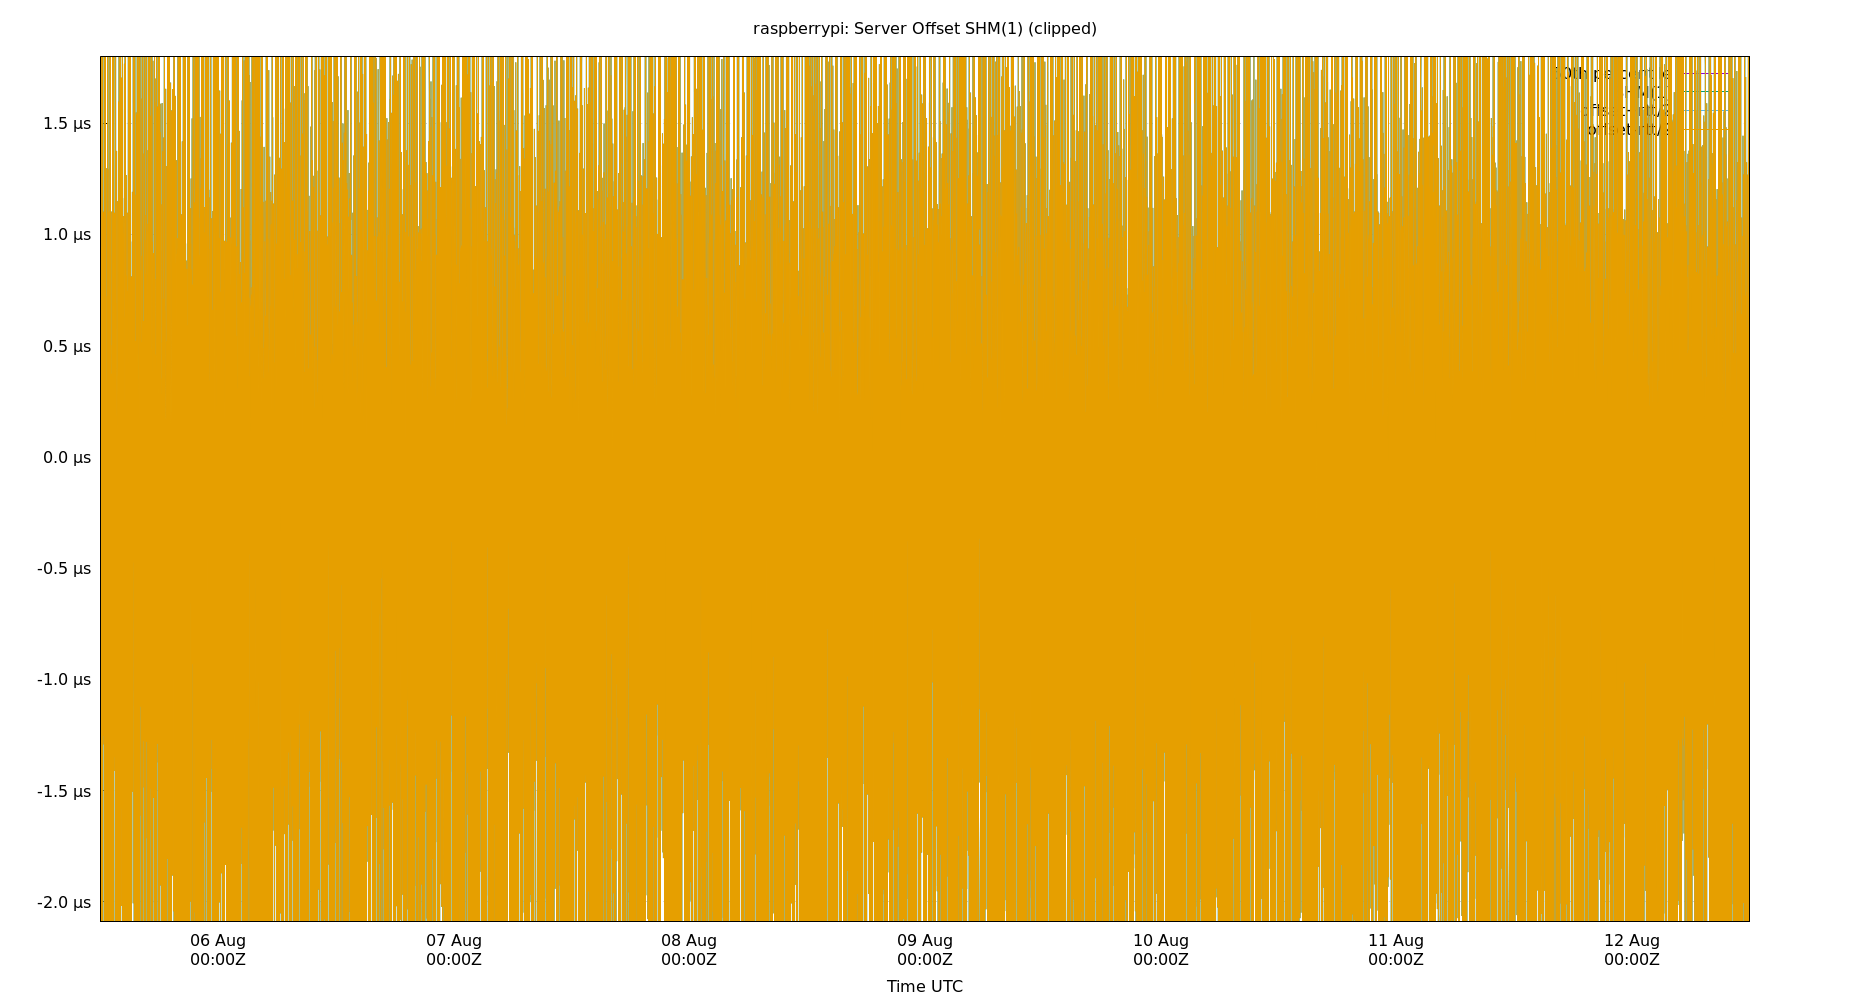 raspberrypi: Server Offset SHM(1) (clipped)
1.5 µs
1.0 µs
0.5 µs
0.0 µs
-0.5 µs
-1.0 µs
-1.5 µs
-2.0 µs
06 Aug 07 Aug 08 Aug 09 Aug 10 Aug 11 Aug 12 Aug
00:00Z 00:00Z 00:00Z 00:00Z 00:00Z 00:00Z 00:00Z
Time UTC